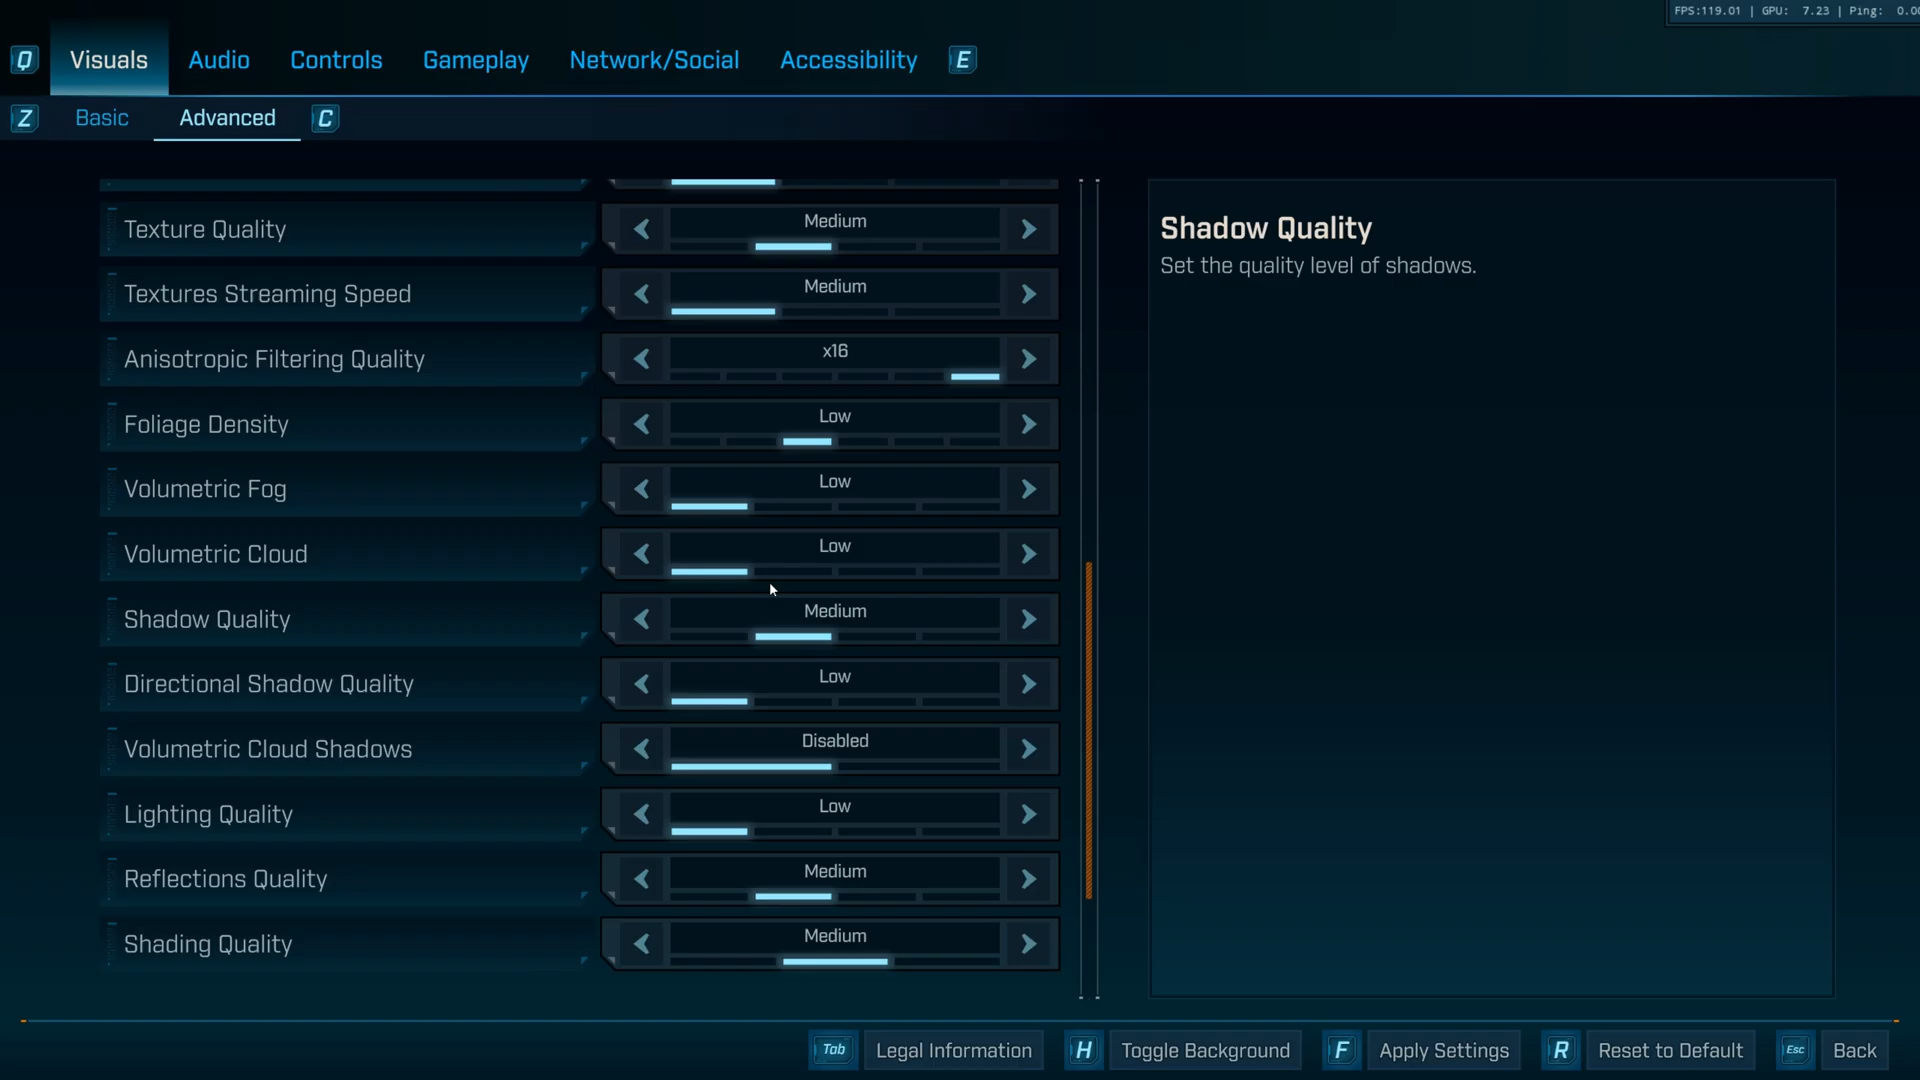 FPS:119.01 | GPU: 7.23 | Ping: 0.00
Q Visuals Audio Controls Gameplay Network/Social Accessibility E
Z Basic Advanced C
Texture Quality Medium
Textures Streaming Speed Medium
Anisotropic Filtering Quality x16
Foliage Density Low
Volumetric Fog Low
Volumetric Cloud Low
Shadow Quality Medium
Directional Shadow Quality Low
Volumetric Cloud Shadows Disabled
Lighting Quality Low
Reflections Quality Medium
Shading Quality Medium
Shadow Quality
Set the quality level of shadows.
Tab Legal Information H Toggle Background F Apply Settings R Reset to Default Esc Back